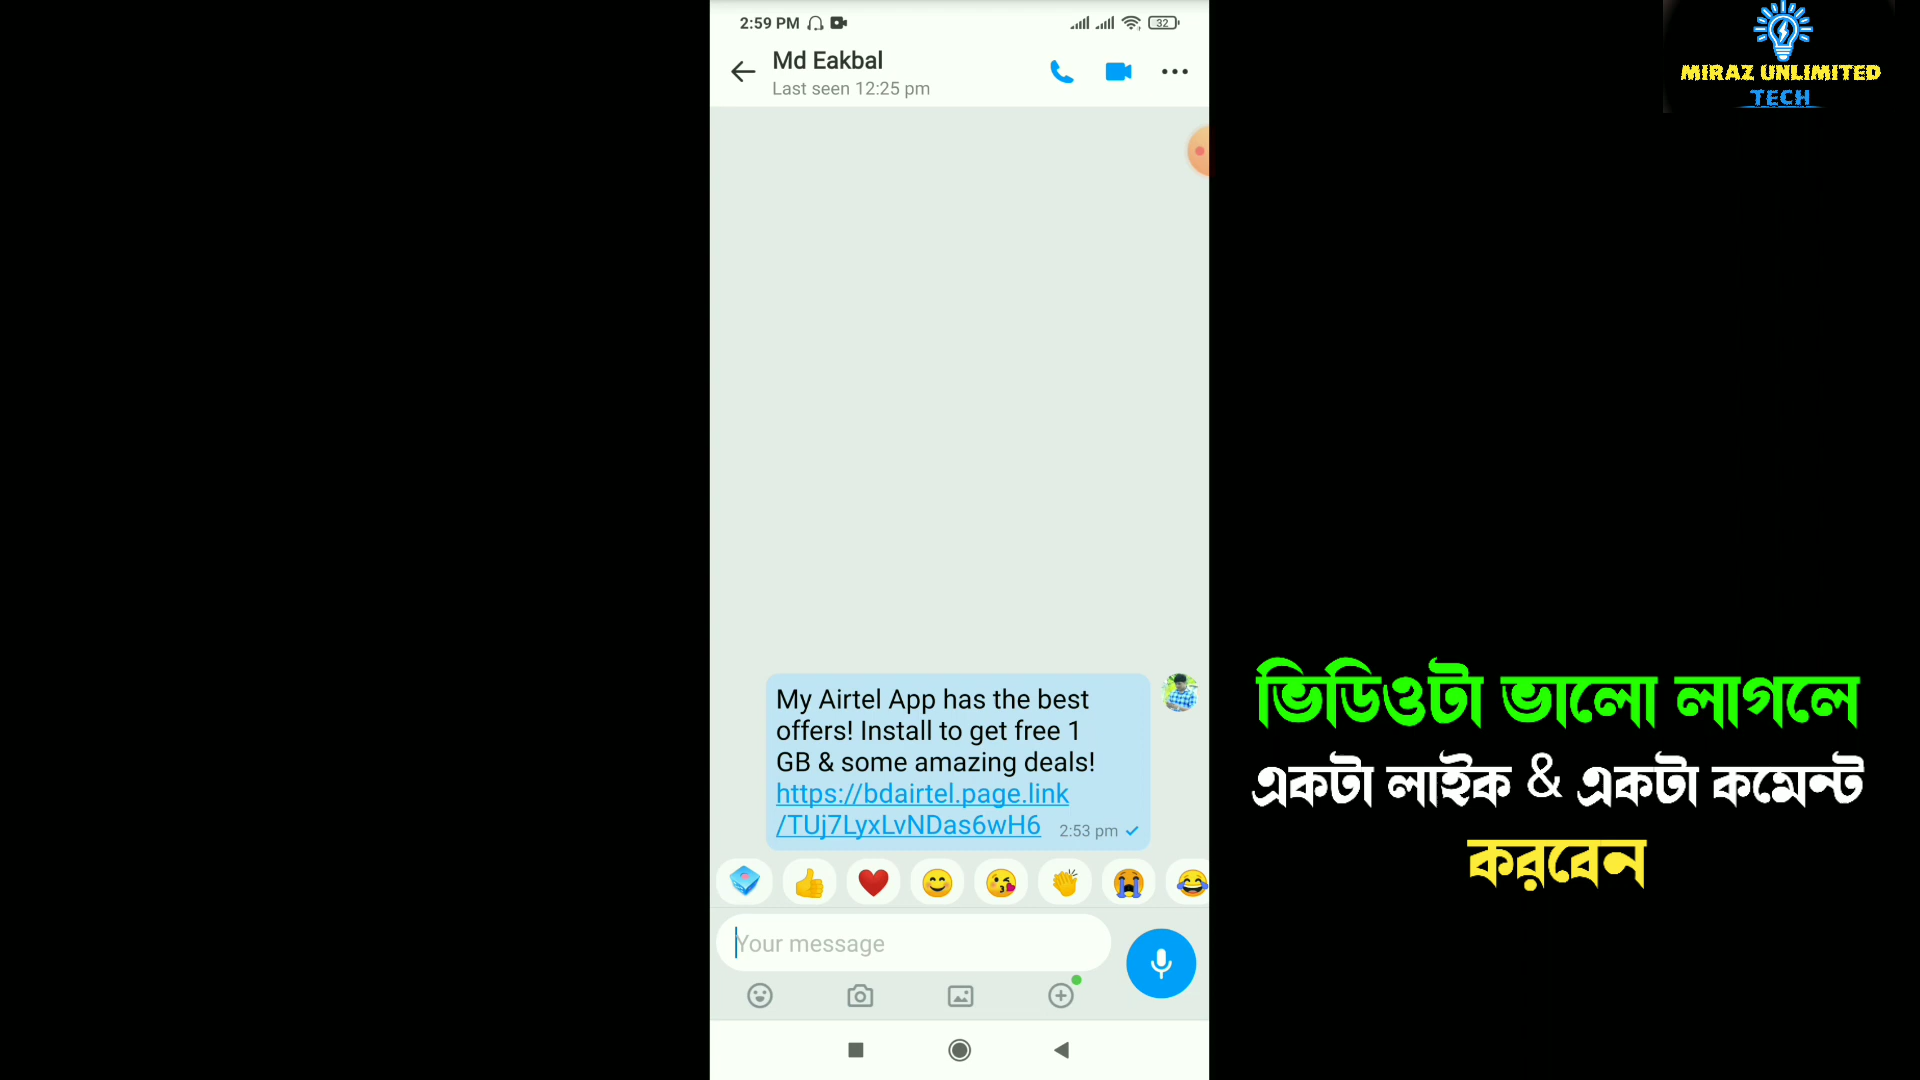 2:59 PM
32
Md Eakbal
Last seen 12:25 pm
My Airtel App has the best
offers! Install to get free 1
GB & some amazing deals!
https://bdairtel.page.link
/TUj7LyxLvNDas6wH6 2:53 pm
Your message
MIRAZ UNLIMITED
TECH
ভিডিওটা ভালো লাগলে
একটা লাইক & একটা কমেন্ট
করবেন